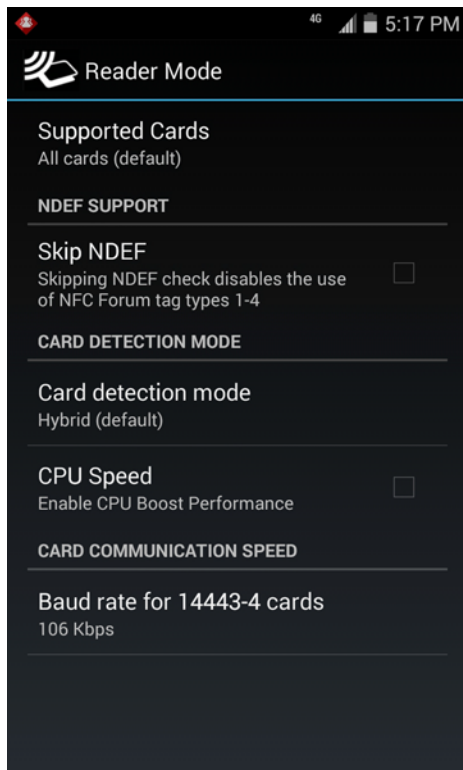 4G 5:17 PM
Reader Mode
Supported Cards
All cards (default)
NDEF SUPPORT
Skip NDEF
Skipping NDEF check disables the use
of NFC Forum tag types 1-4
CARD DETECTION MODE
Card detection mode
Hybrid (default)
CPU Speed
Enable CPU Boost Performance
CARD COMMUNICATION SPEED
Baud rate for 14443-4 cards
106 Kbps